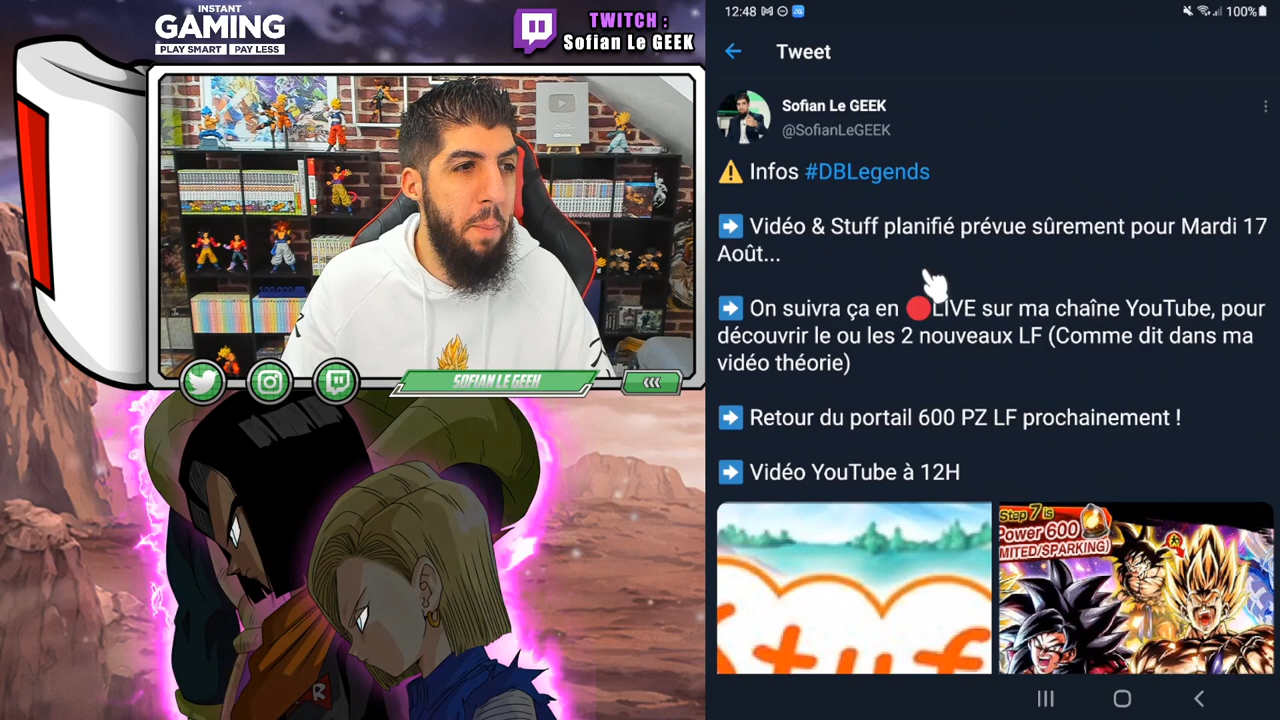 INSTANT
GAMING
PLAY SMART | PAY LESS
TWITCH :
Sofian Le GEEK
SOFIAN LE GEEK
12:48
100%
Tweet
Sofian Le GEEK
@SofianLeGEEK
⚠️ Infos #DBLegends
➡️ Vidéo & Stuff planifié prévue sûrement pour Mardi 17
Août...
➡️ On suivra ça en 🔴LIVE sur ma chaîne YouTube, pour
découvrir le ou les 2 nouveaux LF (Comme dit dans ma
vidéo théorie)
➡️ Retour du portail 600 PZ LF prochainement !
➡️ Vidéo YouTube à 12H
Stuf
Step 7 is
Power 600
MITED/SPARKING)